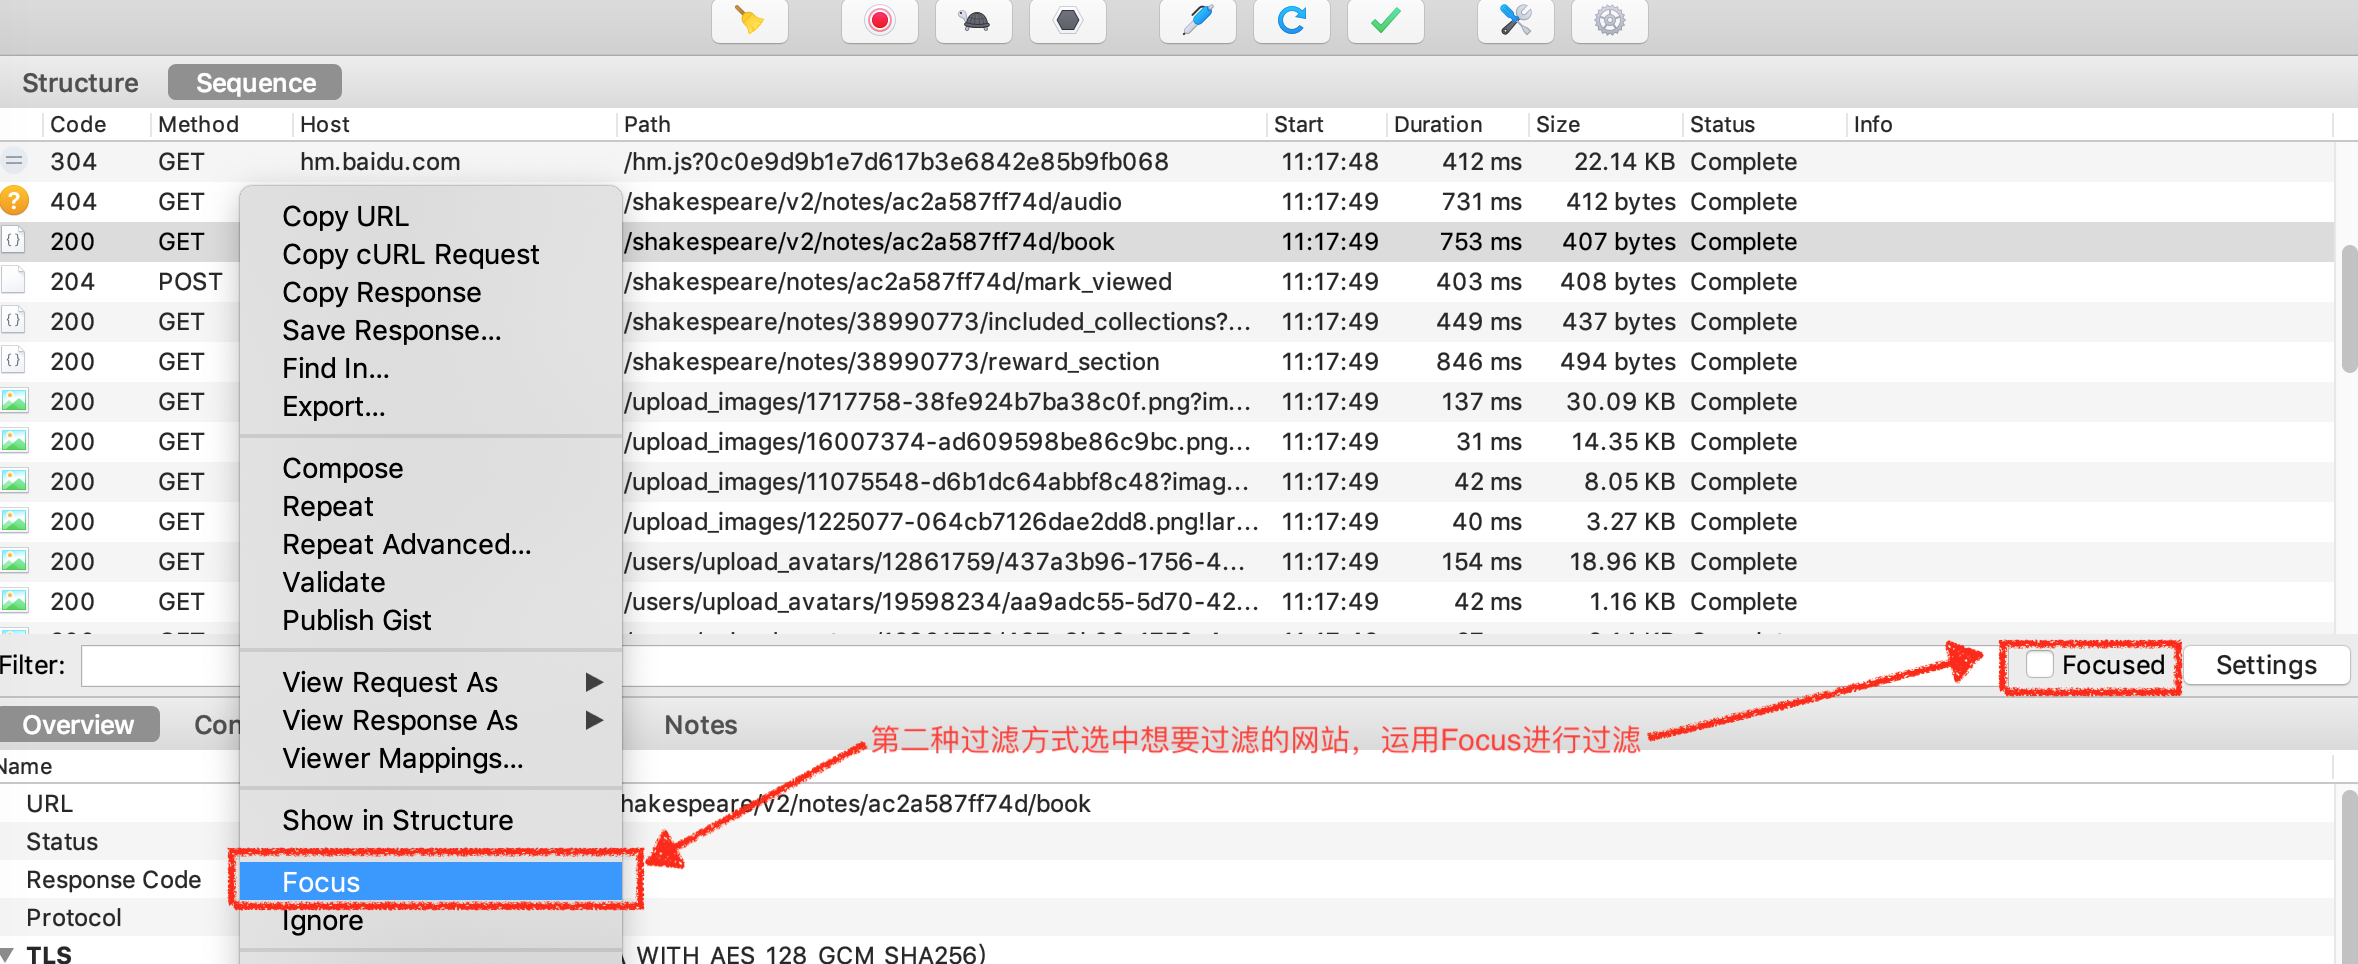 Structure Sequence
Code Method Host Path Start Duration Size Status Info
304 GET hm.baidu.com /hm.js?0c0e9d9b1e7d617b3e6842e85b9fb068 11:17:48 412 ms 22.14 KB Complete
404 GET /shakespeare/v2/notes/ac2a587ff74d/audio 11:17:49 731 ms 412 bytes Complete
200 GET /shakespeare/v2/notes/ac2a587ff74d/book 11:17:49 753 ms 407 bytes Complete
204 POST /shakespeare/notes/ac2a587ff74d/mark_viewed 11:17:49 403 ms 408 bytes Complete
200 GET /shakespeare/notes/38990773/included_collections?... 11:17:49 449 ms 437 bytes Complete
200 GET /shakespeare/notes/38990773/reward_section 11:17:49 846 ms 494 bytes Complete
200 GET /upload_images/1717758-38fe924b7ba38c0f.png?im... 11:17:49 137 ms 30.09 KB Complete
200 GET /upload_images/16007374-ad609598be86c9bc.png... 11:17:49 31 ms 14.35 KB Complete
200 GET /upload_images/11075548-d6b1dc64abbf8c48?imag... 11:17:49 42 ms 8.05 KB Complete
200 GET /upload_images/1225077-064cb7126dae2dd8.png!lar... 11:17:49 40 ms 3.27 KB Complete
200 GET /users/upload_avatars/12861759/437a3b96-1756-4... 11:17:49 154 ms 18.96 KB Complete
200 GET /users/upload_avatars/19598234/aa9adc55-5d70-42... 11:17:49 42 ms 1.16 KB Complete
Copy URL
Copy cURL Request
Copy Response
Save Response...
Find In...
Export...
Compose
Repeat
Repeat Advanced...
Validate
Publish Gist
View Request As
View Response As
Viewer Mappings...
Show in Structure
Focus
Ignore
Filter: Focused Settings
Overview Con Notes
第二种过滤方式选中想要过滤的网站，运用Focus进行过滤
Name
URL hakespeare/v2/notes/ac2a587ff74d/book
Status
Response Code
Protocol
TLS WITH AES 128 GCM SHA256)